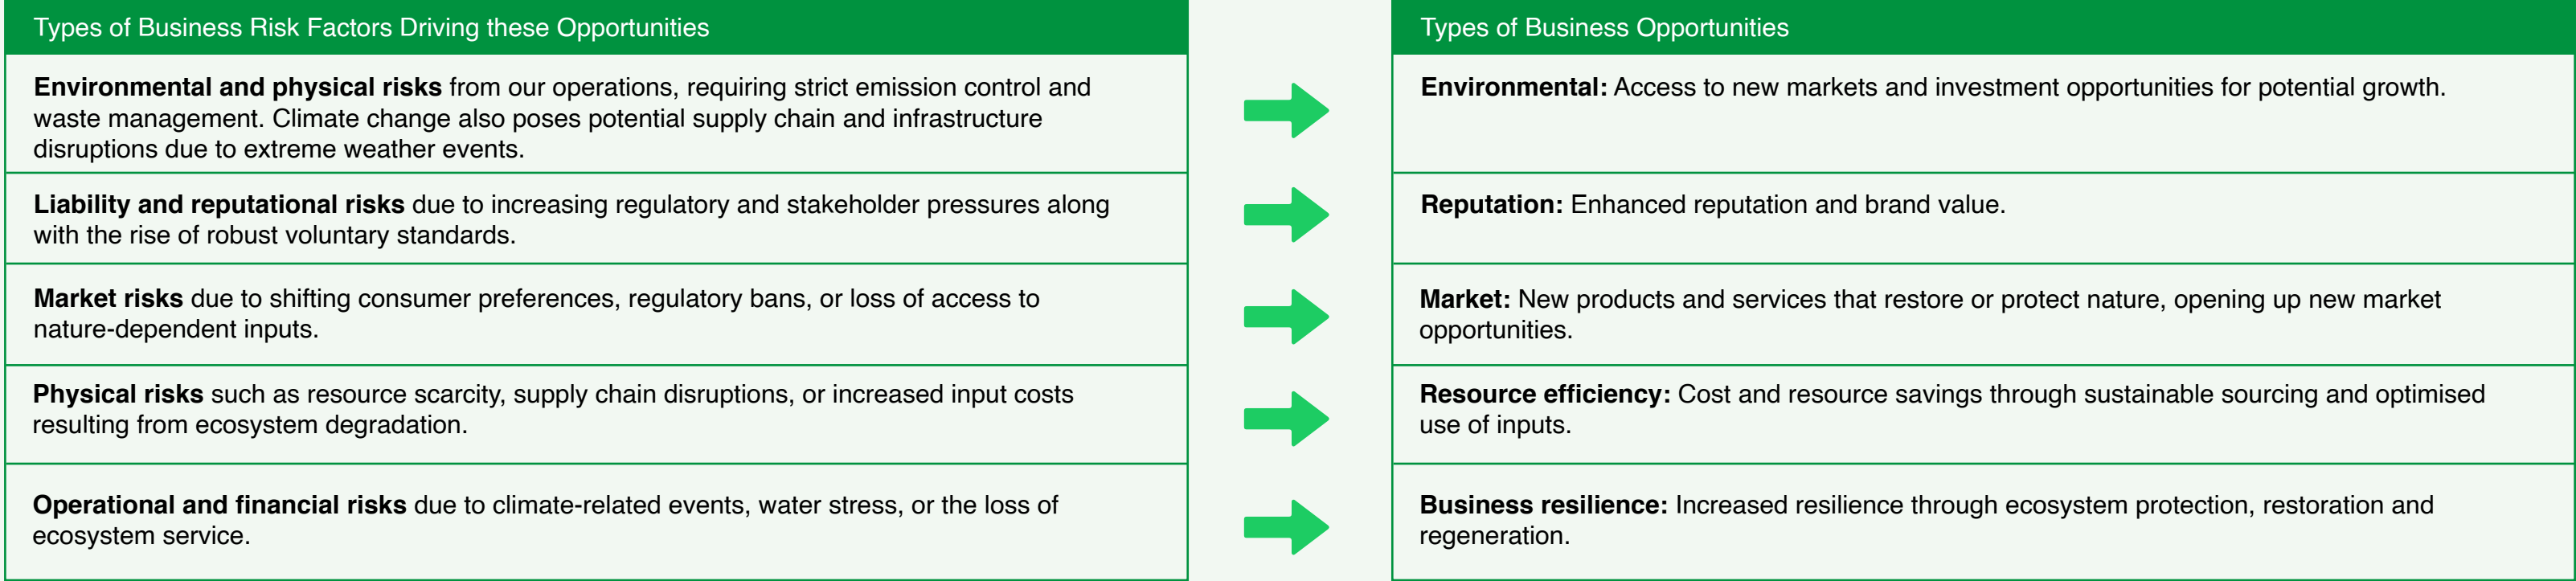 Types of Business Risk Factors Driving these Opportunities
Types of Business Opportunities
Environmental and physical risks from our operations, requiring strict emission control and
waste management. Climate change also poses potential supply chain and infrastructure
disruptions due to extreme weather events.
Environmental: Access to new markets and investment opportunities for potential growth.
Liability and reputational risks due to increasing regulatory and stakeholder pressures along
with the rise of robust voluntary standards.
Reputation: Enhanced reputation and brand value.
Market risks due to shifting consumer preferences, regulatory bans, or loss of access to
nature-dependent inputs.
Market: New products and services that restore or protect nature, opening up new market
opportunities.
Physical risks such as resource scarcity, supply chain disruptions, or increased input costs
resulting from ecosystem degradation.
Resource efficiency: Cost and resource savings through sustainable sourcing and optimised
use of inputs.
Operational and financial risks due to climate-related events, water stress, or the loss of
ecosystem service.
Business resilience: Increased resilience through ecosystem protection, restoration and
regeneration.